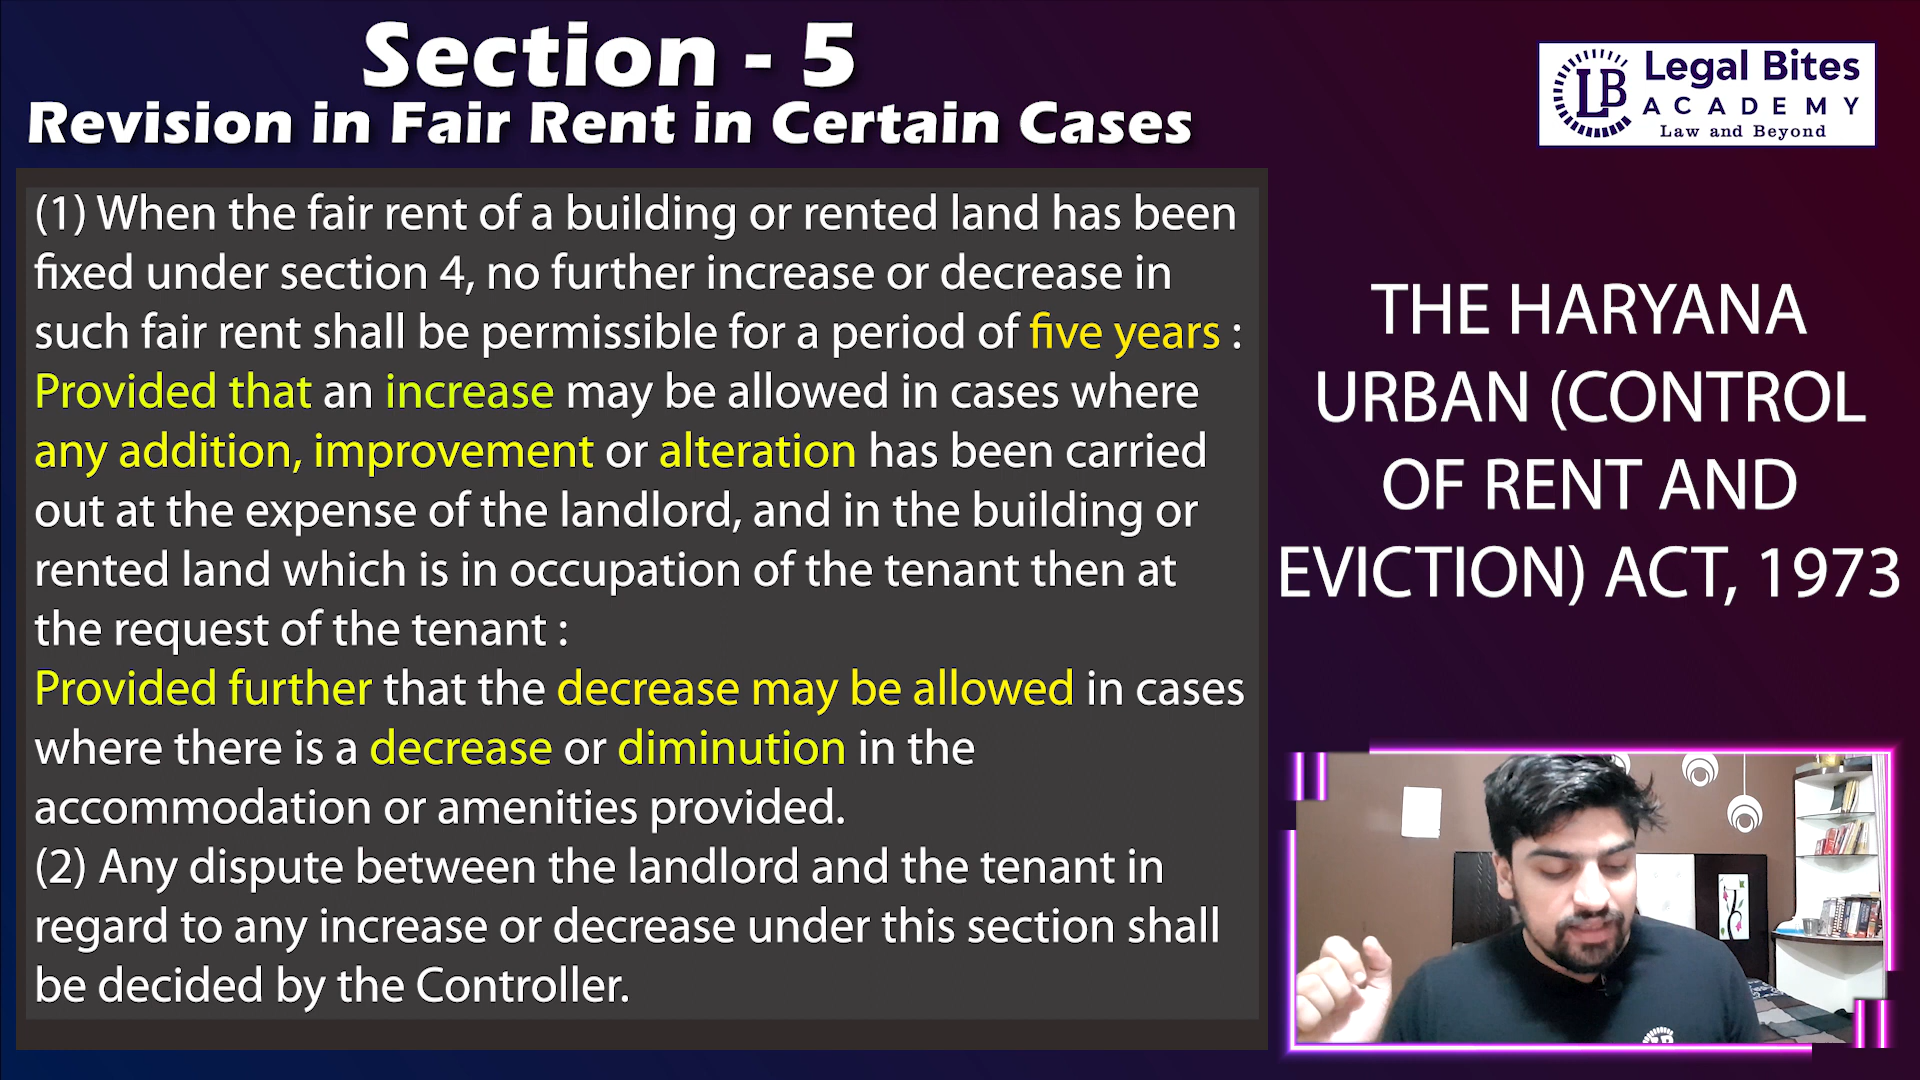 Section - 5
Revision in Fair Rent in Certain Cases
LB
Legal Bites
ACADEMY
Law and Beyond
(1) When the fair rent of a building or rented land has been
fixed under section 4, no further increase or decrease in
such fair rent shall be permissible for a period of five years :
Provided that an increase may be allowed in cases where
any addition, improvement or alteration has been carried
out at the expense of the landlord, and in the building or
rented land which is in occupation of the tenant then at
the request of the tenant :
Provided further that the decrease may be allowed in cases
where there is a decrease or diminution in the
accommodation or amenities provided.
(2) Any dispute between the landlord and the tenant in
regard to any increase or decrease under this section shall
be decided by the Controller.
THE HARYANA
URBAN (CONTROL
OF RENT AND
EVICTION) ACT, 1973